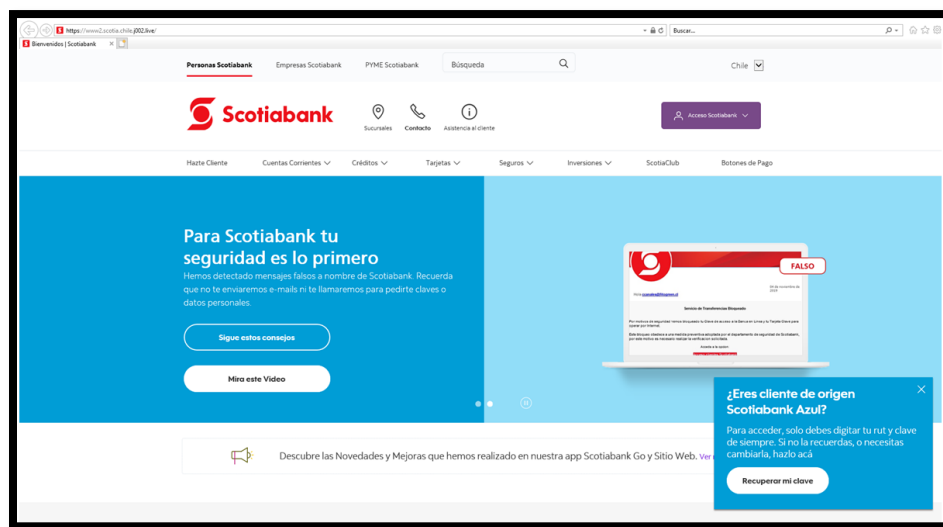 https://www2.scotia.chile.j002.live/
Buscar...
Bienvenidos | Scotiabank
Personas Scotiabank
Empresas Scotiabank
PYME Scotiabank
Búsqueda
Chile
Scotiabank
Sucursales
Contacto
Asistencia al cliente
Acceso Scotiabank
Hazte Cliente
Cuentas Corrientes
Créditos
Tarjetas
Seguros
Inversiones
ScotiaClub
Botones de Pago
Para Scotiabank tu
seguridad es lo primero
Hemos detectado mensajes falsos a nombre de Scotiabank. Recuerda
que no te enviaremos e-mails ni te llamaremos para pedirte claves o
datos personales.
Sigue estos consejos
Mira este Video
FALSO
Servicio de Transferencias Bloqueado
¿Eres cliente de origen
Scotiabank Azul?
Para acceder, solo debes digitar tu rut y clave
de siempre. Si no la recuerdas, o necesitas
cambiarla, hazlo acá
Recuperar mi clave
Descubre las Novedades y Mejoras que hemos realizado en nuestra app Scotiabank Go y Sitio Web. Ver